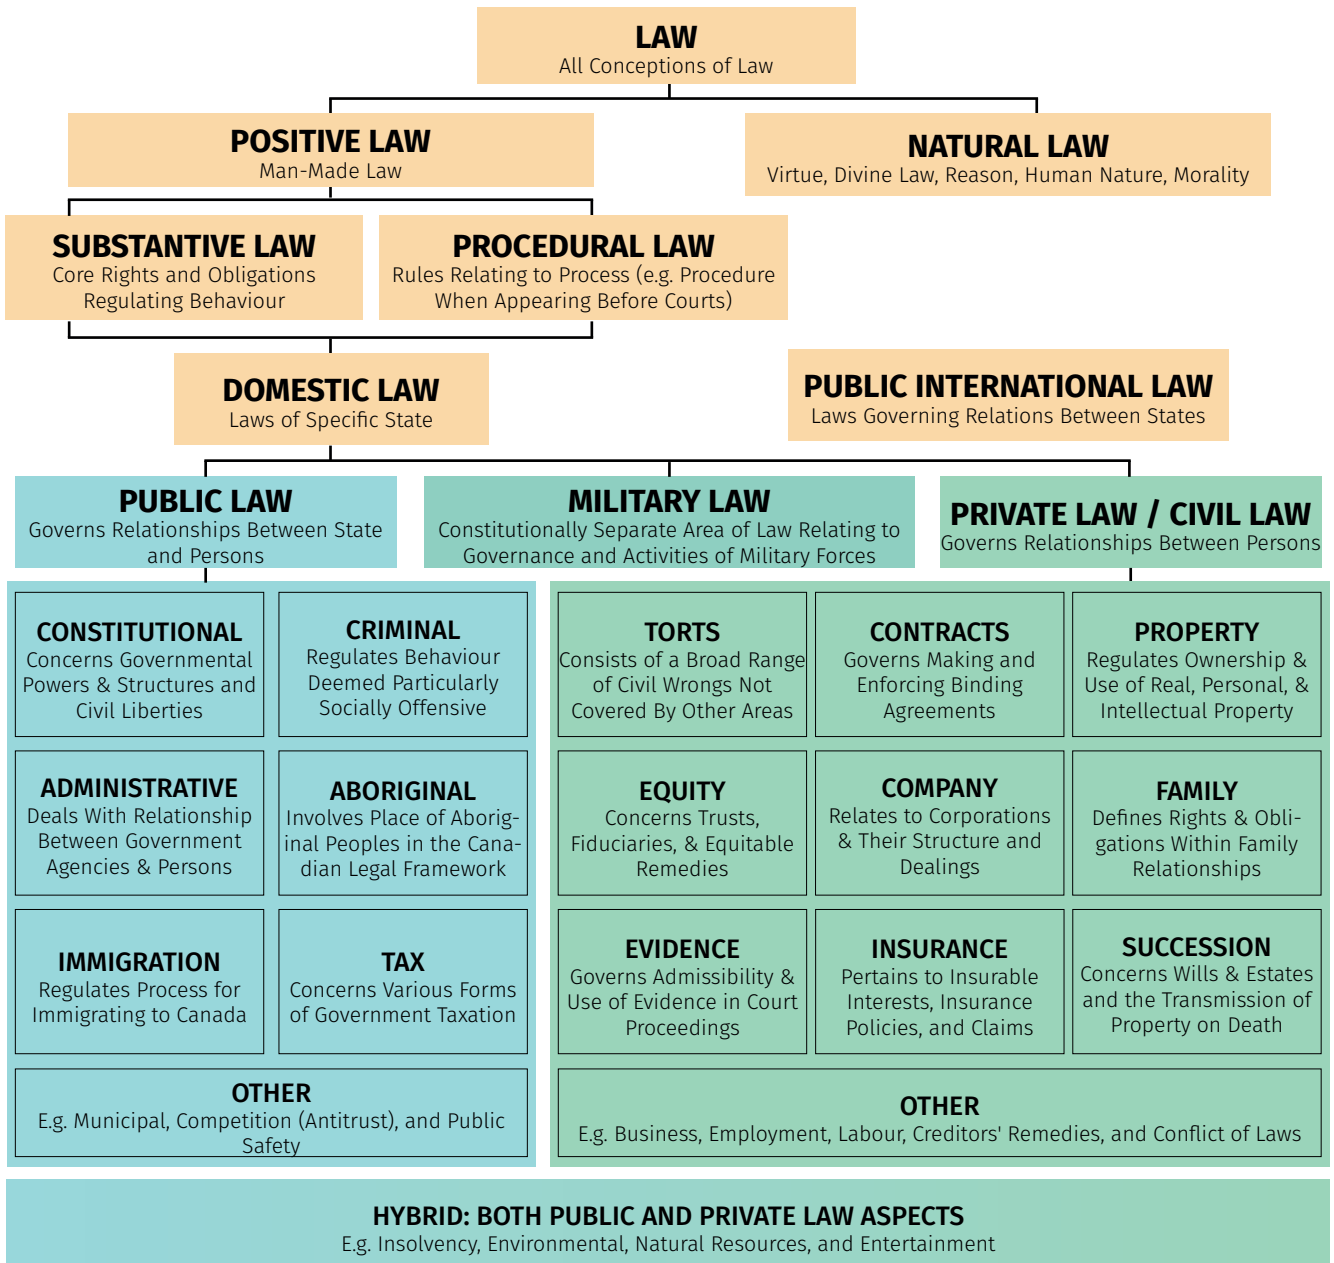 LAW
All Conceptions of Law
POSITIVE LAW
Man-Made Law
NATURAL LAW
Virtue, Divine Law, Reason, Human Nature, Morality
SUBSTANTIVE LAW
Core Rights and Obligations
Regulating Behaviour
PROCEDURAL LAW
Rules Relating to Process (e.g. Procedure
When Appearing Before Courts)
DOMESTIC LAW
Laws of Specific State
PUBLIC INTERNATIONAL LAW
Laws Governing Relations Between States
PUBLIC LAW
Governs Relationships Between State
and Persons
MILITARY LAW
Constitutionally Separate Area of Law Relating to
Governance and Activities of Military Forces
PRIVATE LAW / CIVIL LAW
Governs Relationships Between Persons
CONSTITUTIONAL
Concerns Governmental
Powers & Structures and
Civil Liberties
CRIMINAL
Regulates Behaviour
Deemed Particularly
Socially Offensive
ADMINISTRATIVE
Deals With Relationship
Between Government
Agencies & Persons
ABORIGINAL
Involves Place of Aborig-
inal Peoples in the Cana-
dian Legal Framework
IMMIGRATION
Regulates Process for
Immigrating to Canada
TAX
Concerns Various Forms
of Government Taxation
OTHER
E.g. Municipal, Competition (Antitrust), and Public
Safety
TORTS
Consists of a Broad Range
of Civil Wrongs Not
Covered By Other Areas
CONTRACTS
Governs Making and
Enforcing Binding
Agreements
PROPERTY
Regulates Ownership &
Use of Real, Personal, &
Intellectual Property
EQUITY
Concerns Trusts,
Fiduciaries, & Equitable
Remedies
COMPANY
Relates to Corporations
& Their Structure and
Dealings
FAMILY
Defines Rights & Obli-
gations Within Family
Relationships
EVIDENCE
Governs Admissibility &
Use of Evidence in Court
Proceedings
INSURANCE
Pertains to Insurable
Interests, Insurance
Policies, and Claims
SUCCESSION
Concerns Wills & Estates
and the Transmission of
Property on Death
OTHER
E.g. Business, Employment, Labour, Creditors' Remedies, and Conflict of Laws
HYBRID: BOTH PUBLIC AND PRIVATE LAW ASPECTS
E.g. Insolvency, Environmental, Natural Resources, and Entertainment